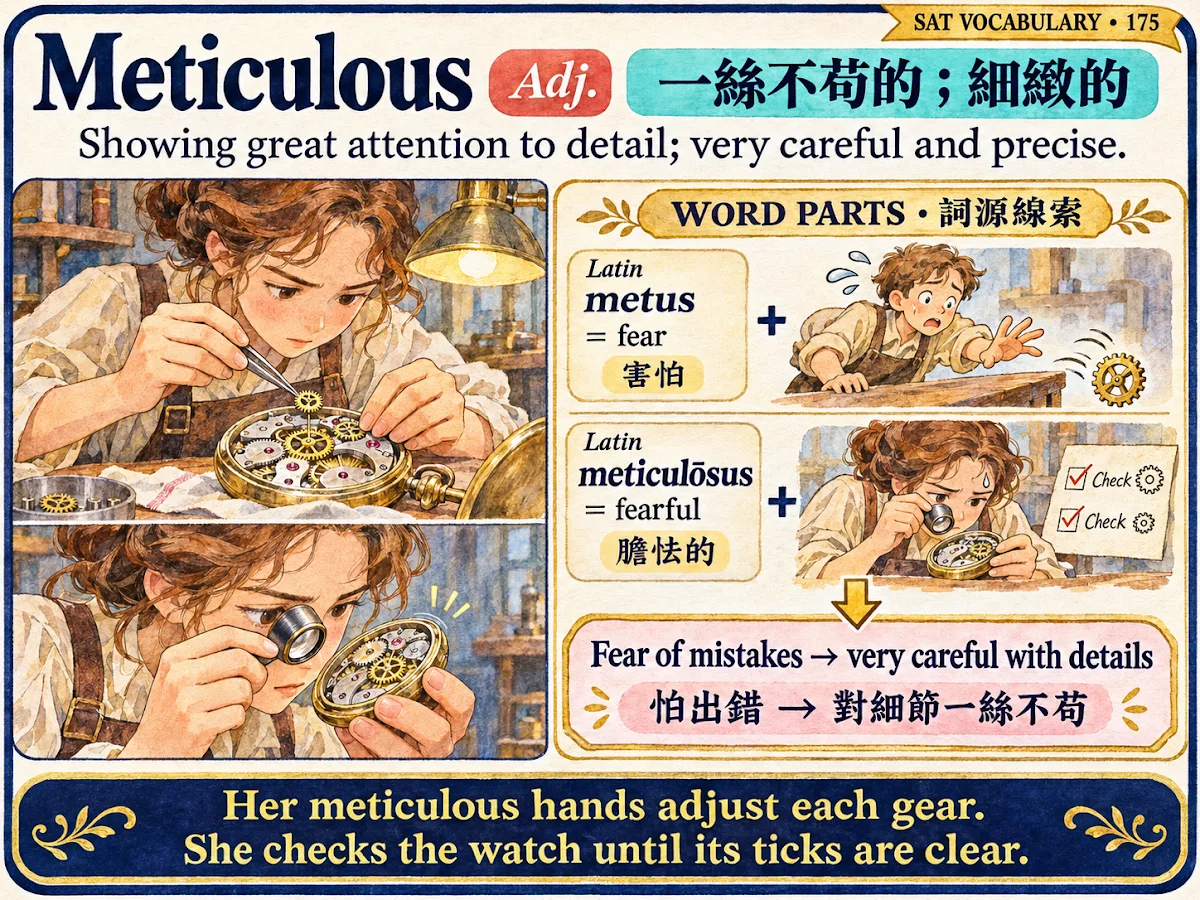 SAT VOCABULARY • 175
Meticulous
Adj.
一絲不苟的；細緻的
Showing great attention to detail; very careful and precise.
WORD PARTS • 詞源線索
Latin
metus
= fear
害怕
+
Latin
meticulōsus
= fearful
膽怯的
+
Check
Check
Fear of mistakes → very careful with details
怕出錯 → 對細節一絲不苟
Her meticulous hands adjust each gear.
She checks the watch until its ticks are clear.